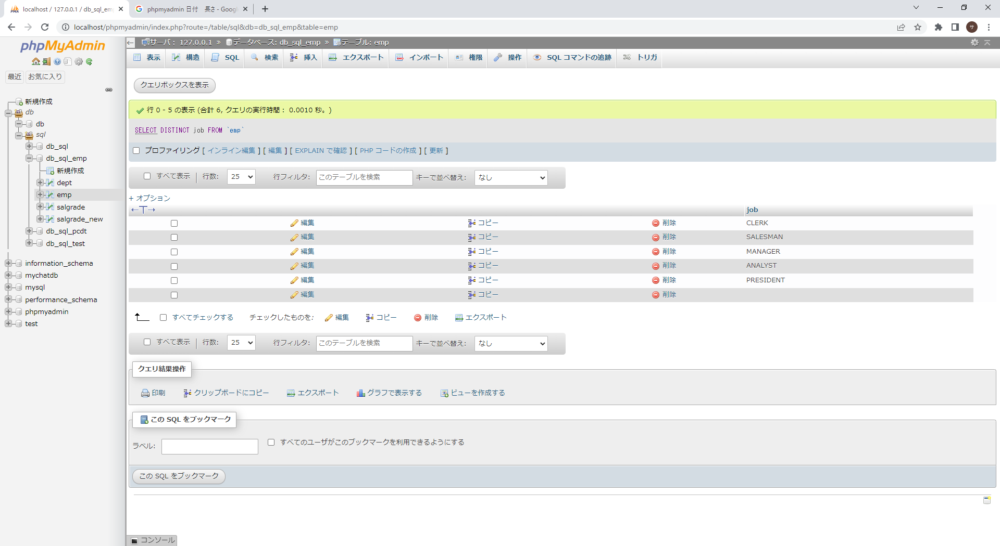 localhost / 127.0.0.1 / db_sql_em
phpmyadmin 日付　長さ - Googl
localhost/phpmyadmin/index.php?route=/table/sql&db=db_sql_emp&table=emp
サ
phpMyAdmin
最近 お気に入り
新規作成
db
db
sql
db_sql
db_sql_emp
新規作成
dept
emp
salgrade
salgrade_new
db_sql_pcdt
db_sql_test
information_schema
mychatdb
mysql
performance_schema
phpmyadmin
test
サーバ： 127.0.0.1 » データベース: db_sql_emp » テーブル: emp
表示 構造 SQL 検索 挿入 エクスポート インポート 権限 操作 SQL コマンドの追跡 トリガ
クエリボックスを表示
行 0 - 5 の表示 (合計 6, クエリの実行時間： 0.0010 秒。)
SELECT DISTINCT job FROM `emp`
プロファイリング [ インライン編集 ] [ 編集 ] [ EXPLAIN で確認 ] [ PHP コードの作成 ] [ 更新 ]
すべて表示 | 行数: 25 行フィルタ: このテーブルを検索 キーで並べ替え: なし
+ オプション
←T→ job
編集 コピー 削除 CLERK
編集 コピー 削除 SALESMAN
編集 コピー 削除 MANAGER
編集 コピー 削除 ANALYST
編集 コピー 削除 PRESIDENT
編集 コピー 削除
すべてチェックする チェックしたものを: 編集 コピー 削除 エクスポート
すべて表示 | 行数: 25 行フィルタ: このテーブルを検索 キーで並べ替え: なし
クエリ結果操作
印刷 クリップボードにコピー エクスポート グラフで表示する ビューを作成する
この SQL をブックマーク
ラベル: すべてのユーザがこのブックマークを利用できるようにする
この SQL をブックマーク
コンソール